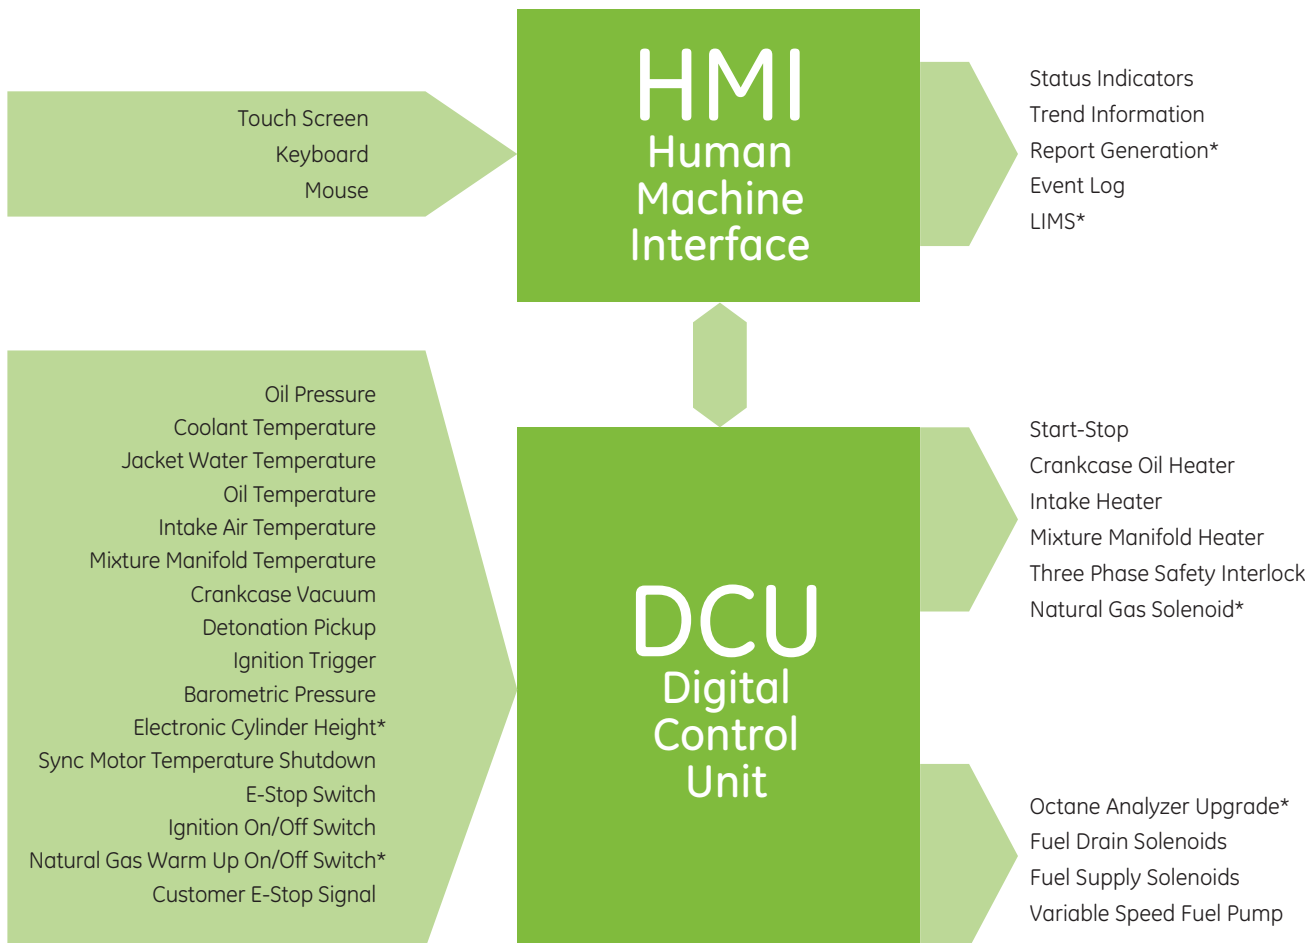 Touch Screen
Keyboard
Mouse
HMI
Human
Machine
Interface
Status Indicators
Trend Information
Report Generation*
Event Log
LIMS*
Oil Pressure
Coolant Temperature
Jacket Water Temperature
Oil Temperature
Intake Air Temperature
Mixture Manifold Temperature
Crankcase Vacuum
Detonation Pickup
Ignition Trigger
Barometric Pressure
Electronic Cylinder Height*
Sync Motor Temperature Shutdown
E-Stop Switch
Ignition On/Off Switch
Natural Gas Warm Up On/Off Switch*
Customer E-Stop Signal
DCU
Digital
Control
Unit
Start-Stop
Crankcase Oil Heater
Intake Heater
Mixture Manifold Heater
Three Phase Safety Interlock
Natural Gas Solenoid*
Octane Analyzer Upgrade*
Fuel Drain Solenoids
Fuel Supply Solenoids
Variable Speed Fuel Pump